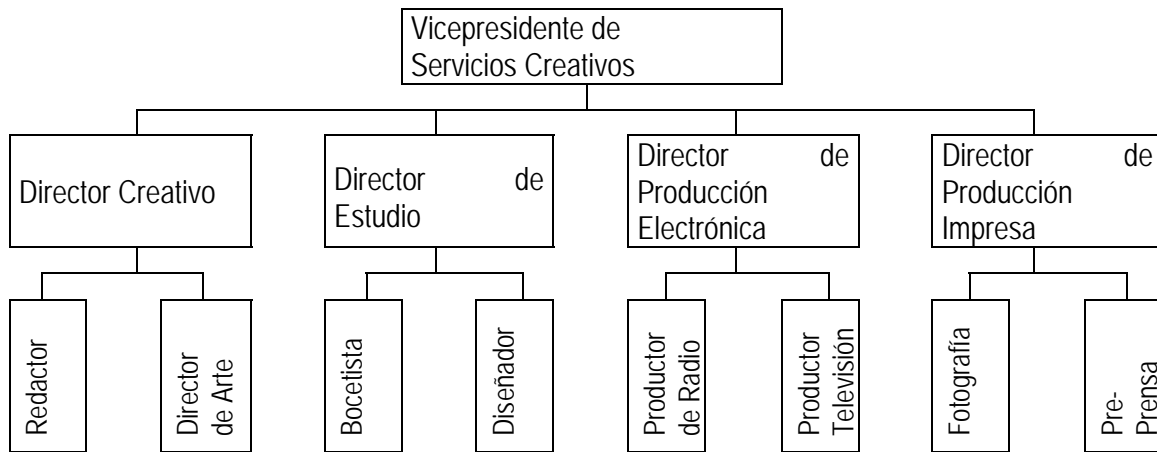 Vicepresidente de
Servicios Creativos
Director Creativo
Director de
Estudio
Director de
Producción
Electrónica
Director de
Producción
Impresa
Redactor
Director
de Arte
Bocetista
Diseñador
Productor
de Radio
Productor
Televisión
Fotografía
Pre-
Prensa